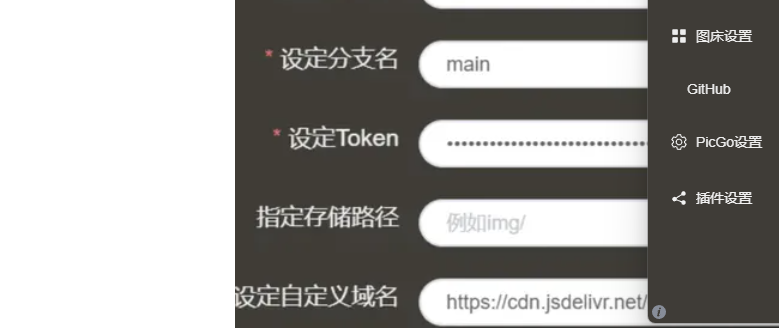 * 设定分支名 main
* 设定Token ••••••••••••••••••••••••••••
指定存储路径 例如img/
设定自定义域名 https://cdn.jsdelivr.net/
图床设置
GitHub
PicGo设置
插件设置